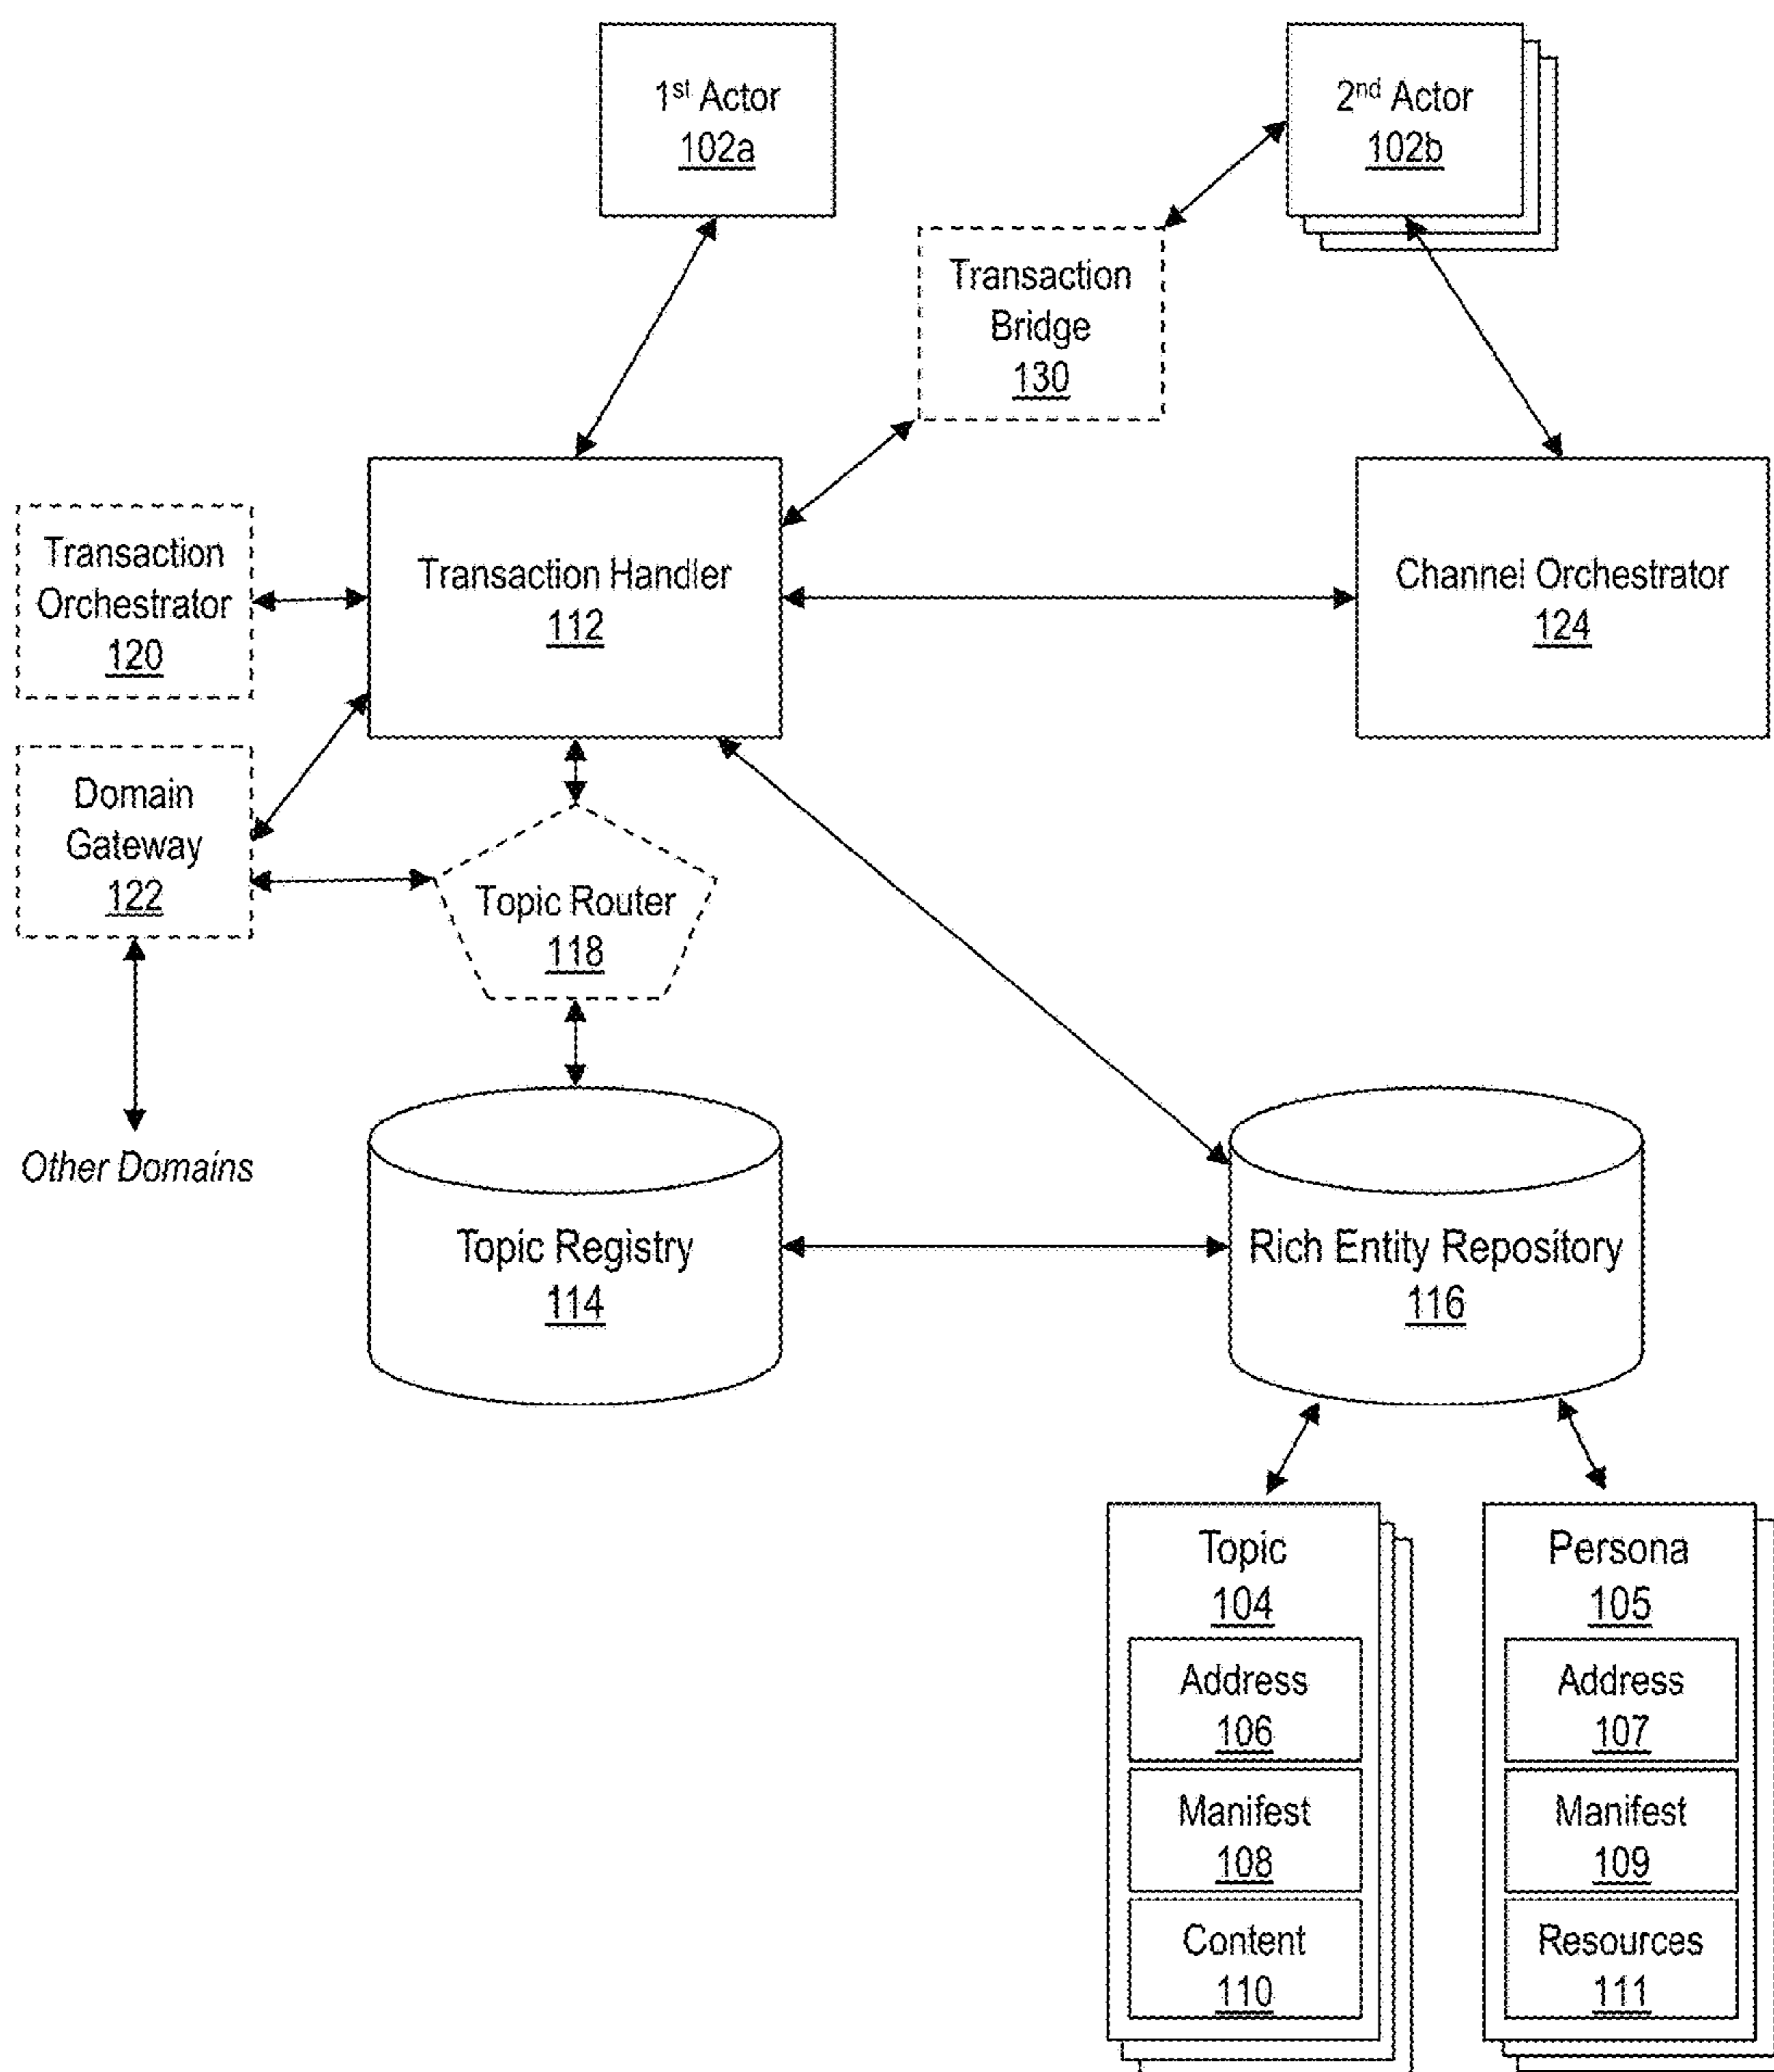 1st Actor
102a
2nd Actor
102b
Transaction
Bridge
130
Transaction
Orchestrator
120
Transaction Handler
112
Channel Orchestrator
124
Domain
Gateway
122
Topic Router
118
Other Domains
Topic Registry
114
Rich Entity Repository
116
Topic
104
Address
106
Manifest
108
Content
110
Persona
105
Address
107
Manifest
109
Resources
111